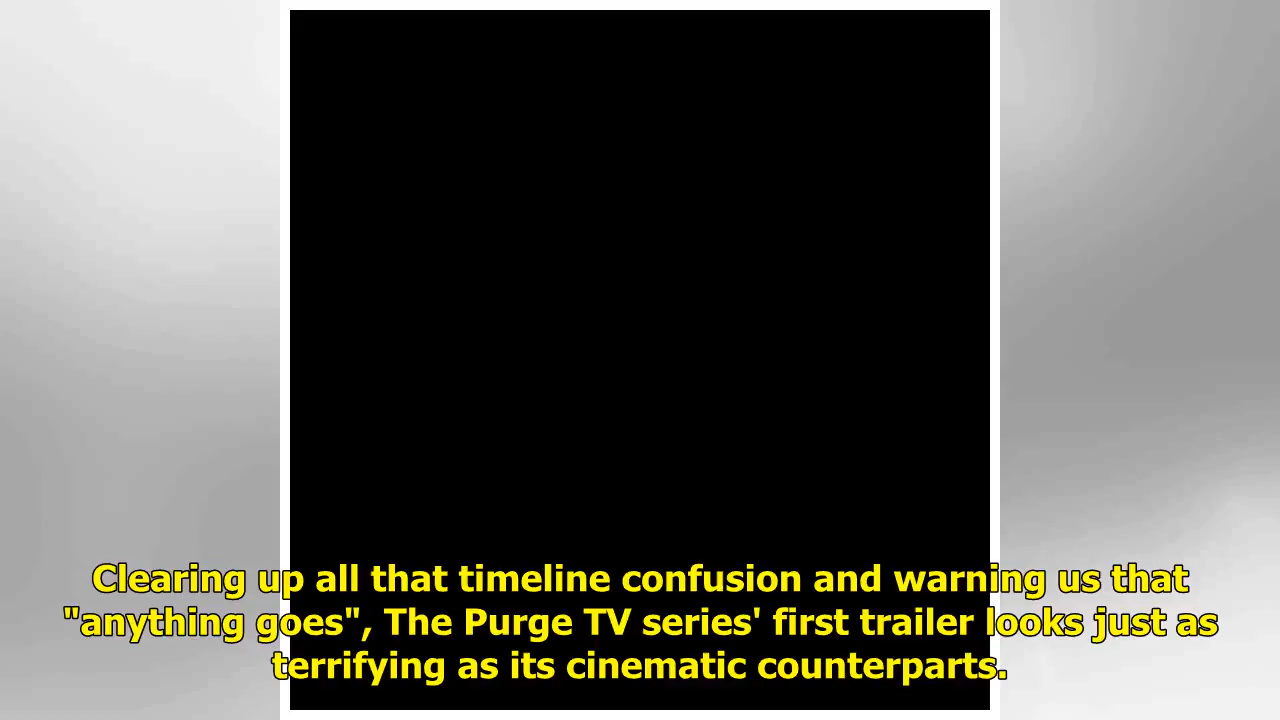 Clearing up all that timeline confusion and warning us that
"anything goes", The Purge TV series' first trailer looks just as
terrifying as its cinematic counterparts.